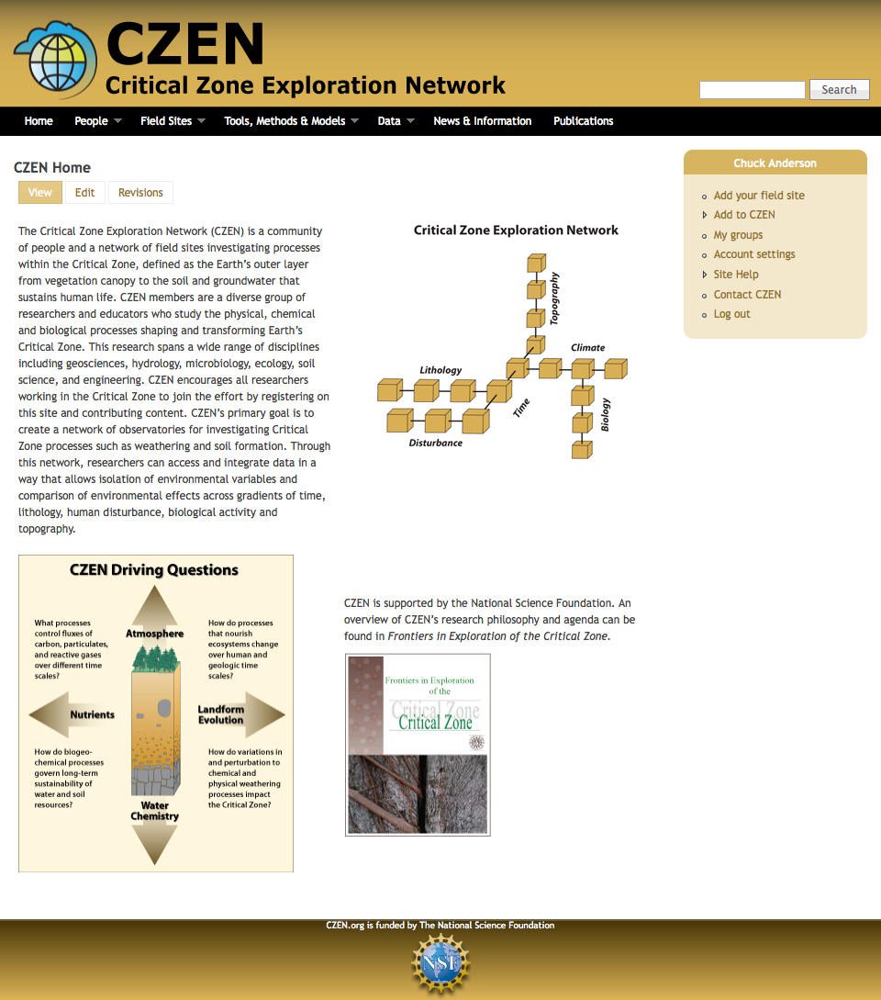 CZEN
Critical Zone Exploration Network
Search
Home People Field Sites Tools, Methods & Models Data News & Information Publications
CZEN Home
View Edit Revisions
The Critical Zone Exploration Network (CZEN) is a community
of people and a network of field sites investigating processes
within the Critical Zone, defined as the Earth's outer layer
from vegetation canopy to the soil and groundwater that
sustains human life. CZEN members are a diverse group of
researchers and educators who study the physical, chemical
and biological processes shaping and transforming Earth's
Critical Zone. This research spans a wide range of disciplines
including geosciences, hydrology, microbiology, ecology, soil
science, and engineering. CZEN encourages all researchers
working in the Critical Zone to join the effort by registering on
this site and contributing content. CZEN's primary goal is to
create a network of observatories for investigating Critical
Zone processes such as weathering and soil formation. Through
this network, researchers can access and integrate data in a
way that allows isolation of environmental variables and
comparison of environmental effects across gradients of time,
lithology, human disturbance, biological activity and
topography.
Critical Zone Exploration Network
Topography
Climate
Lithology
Time
Biology
Disturbance
Chuck Anderson
Add your field site
Add to CZEN
My groups
Account settings
Site Help
Contact CZEN
Log out
CZEN Driving Questions
What processes
control fluxes of
carbon, particulates,
and reactive gases
over different time
scales?
Atmosphere
How do processes
that nourish
ecosystems change
over human and
geologic time
scales?
Nutrients
Landform
Evolution
How do biogeo-
chemical processes
govern long-term
sustainability of
water and soil
resources?
Water
Chemistry
How do variations in
and perturbation to
chemical and
physical weathering
processes impact
the Critical Zone?
CZEN is supported by the National Science Foundation. An
overview of CZEN's research philosophy and agenda can be
found in Frontiers in Exploration of the Critical Zone.
Frontiers in Exploration
of the
Critical Zone
Critical Zone
CZEN.org is funded by The National Science Foundation
NSF